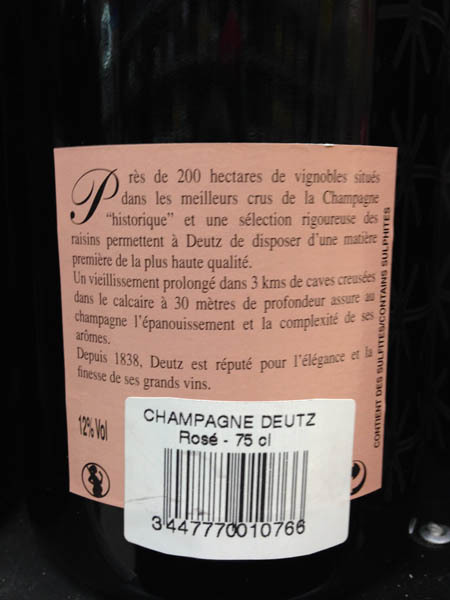 Près de 200 hectares de vignobles situés
dans les meilleurs crus de la Champagne
"historique" et une sélection rigoureuse des
raisins permettent à Deutz de disposer d'une matière
première de la plus haute qualité.
Un vieillissement prolongé dans 3 kms de caves creusées
dans le calcaire à 30 mètres de profondeur assure au
champagne l'épanouissement et la complexité de ses
arômes.
Depuis 1838, Deutz est réputé pour l'élégance et la
finesse de ses grands vins.
CONTIENT DES SULFITES/CONTAINS SULPHITES
12% Vol
CHAMPAGNE DEUTZ
Rosé - 75 cl
3447770010766